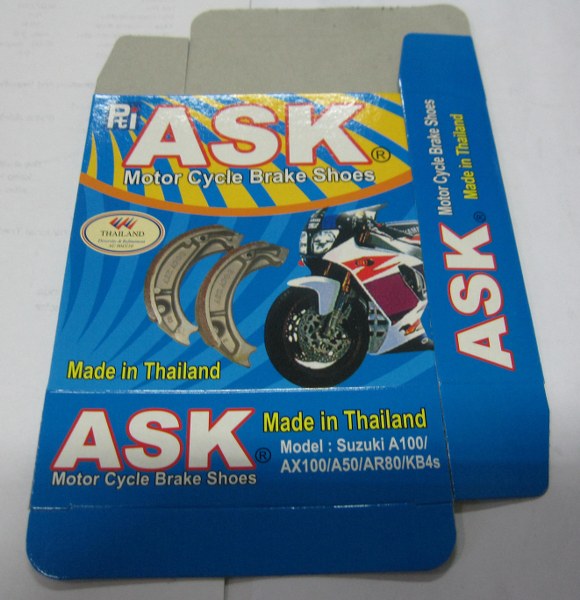 Pti
ASK®
Motor Cycle Brake Shoes
THAILAND
Made in Thailand
ASK®
Motor Cycle Brake Shoes
Made in Thailand
Model : Suzuki A100/
AX100/A50/AR80/KB4s
ASK®
Motor Cycle Brake Shoes
Made in Thailand